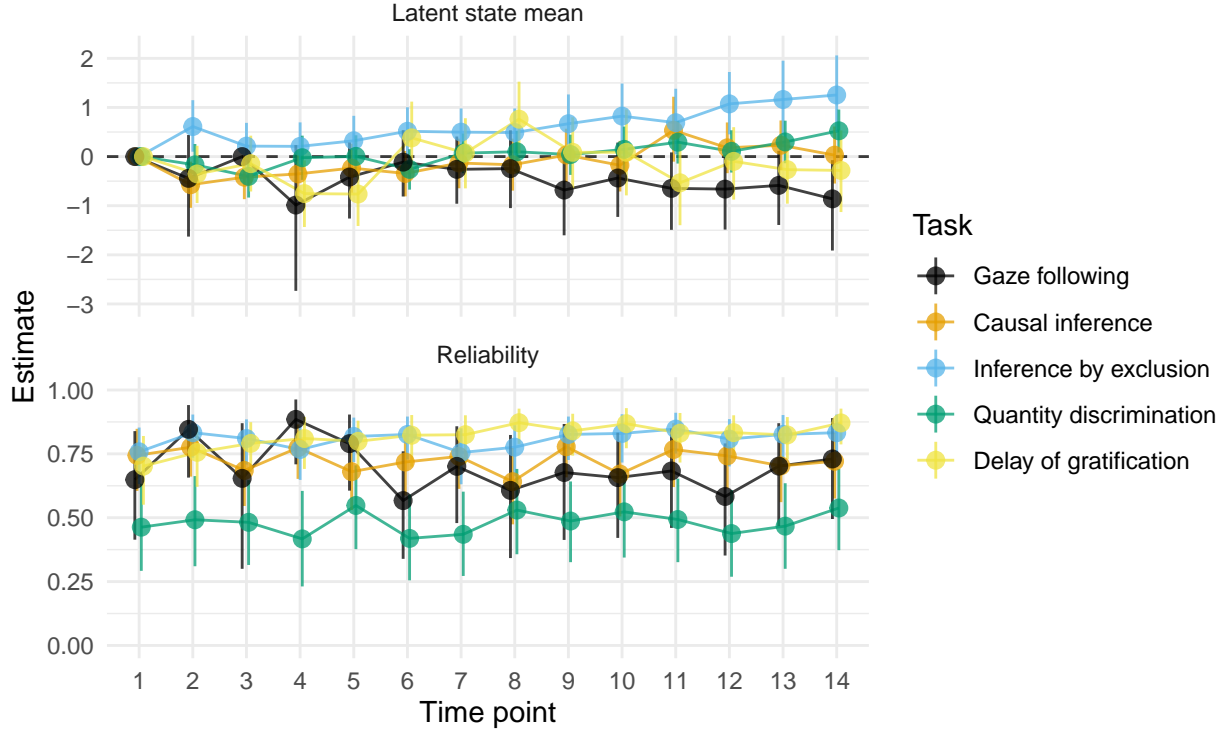 Latent state mean
2
1
0
−1
−2
−3
Estimate
Reliability
1.00
0.75
0.50
0.25
0.00
1 2 3 4 5 6 7 8 9 10 11 12 13 14
Time point
Task
Gaze following
Causal inference
Inference by exclusion
Quantity discrimination
Delay of gratification